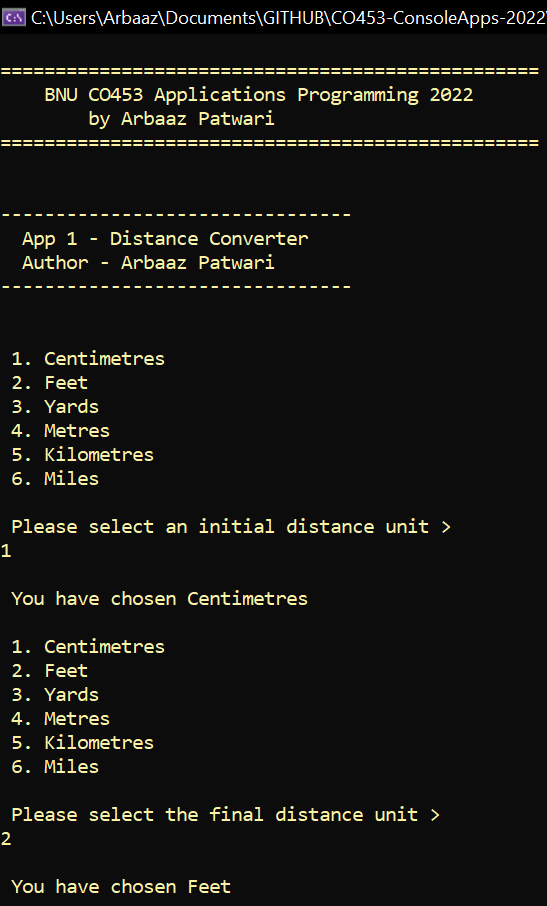 C:\Users\Arbaaz\Documents\GITHUB\CO453-ConsoleApps-2022\
=================================================
BNU CO453 Applications Programming 2022
by Arbaaz Patwari
=================================================
--------------------------------
App 1 - Distance Converter
Author - Arbaaz Patwari
--------------------------------
1. Centimetres
2. Feet
3. Yards
4. Metres
5. Kilometres
6. Miles
Please select an initial distance unit >
1
You have chosen Centimetres
1. Centimetres
2. Feet
3. Yards
4. Metres
5. Kilometres
6. Miles
Please select the final distance unit >
2
You have chosen Feet